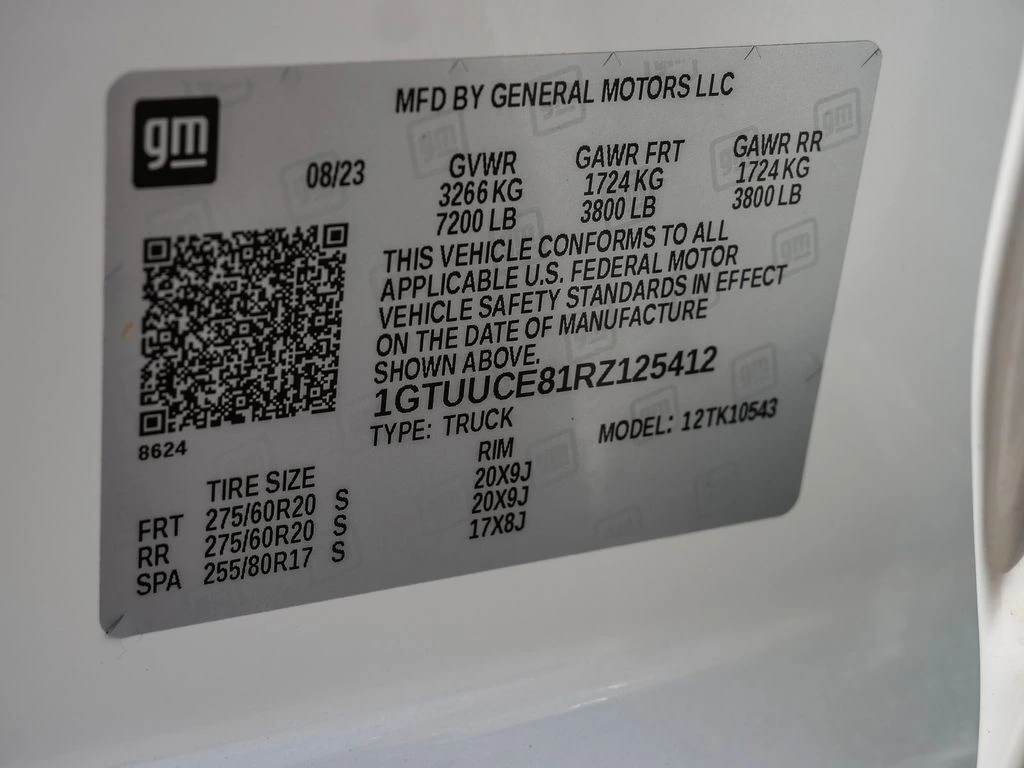 gm
MFD BY GENERAL MOTORS LLC
08/23 GVWR GAWR FRT GAWR RR
3266 KG 1724 KG 1724 KG
7200 LB 3800 LB 3800 LB
THIS VEHICLE CONFORMS TO ALL
APPLICABLE U.S. FEDERAL MOTOR
VEHICLE SAFETY STANDARDS IN EFFECT
ON THE DATE OF MANUFACTURE
SHOWN ABOVE.
1GTUUCE81RZ125412
TYPE: TRUCK MODEL: 12TK10543
8624
TIRE SIZE RIM
FRT 275/60R20 S 20X9J
RR 275/60R20 S 20X9J
SPA 255/80R17 S 17X8J